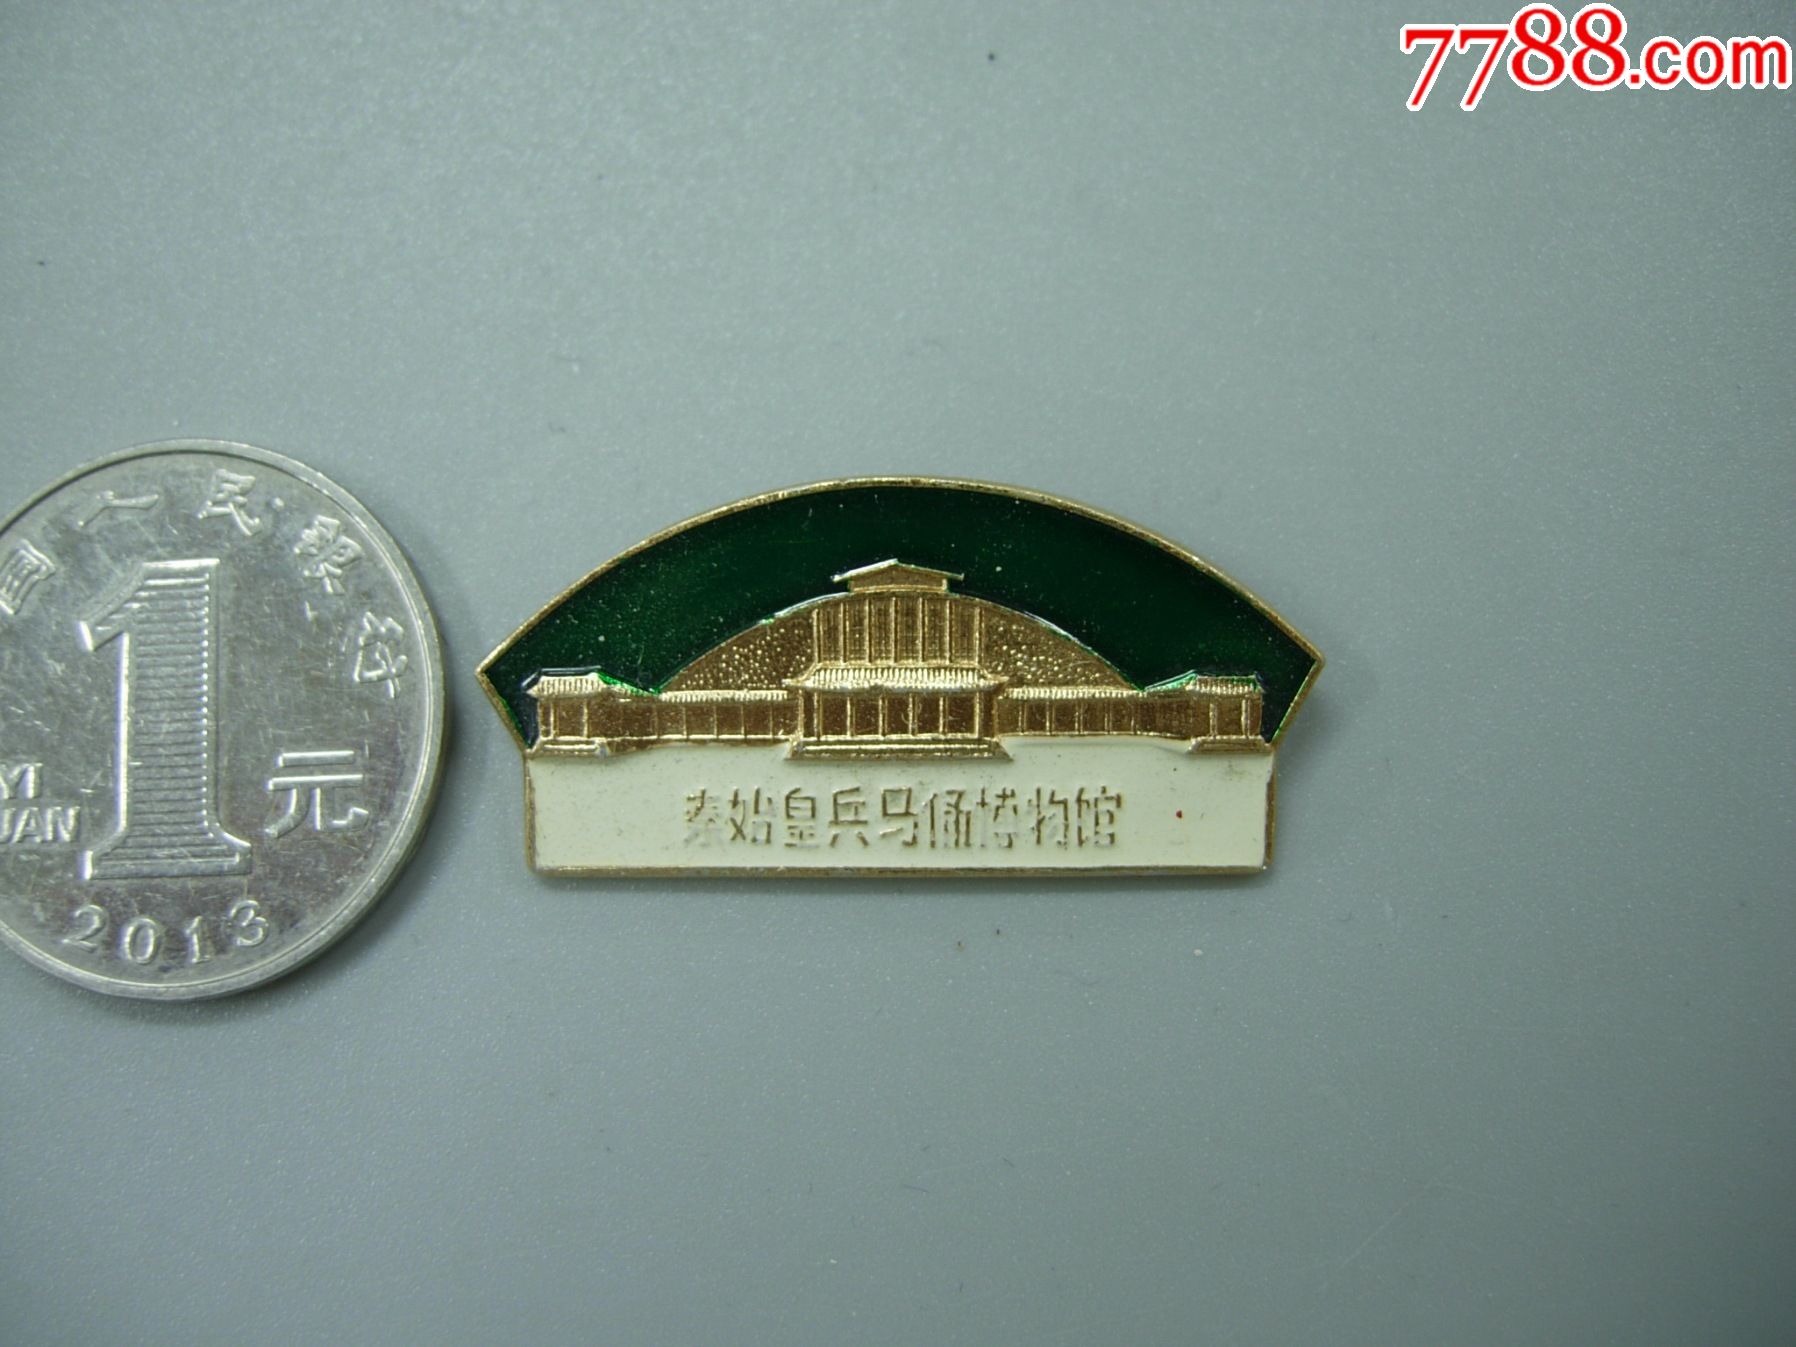 7788.com
国人民银行
1元
YI
UAN
2013
秦始皇兵马俑博物馆